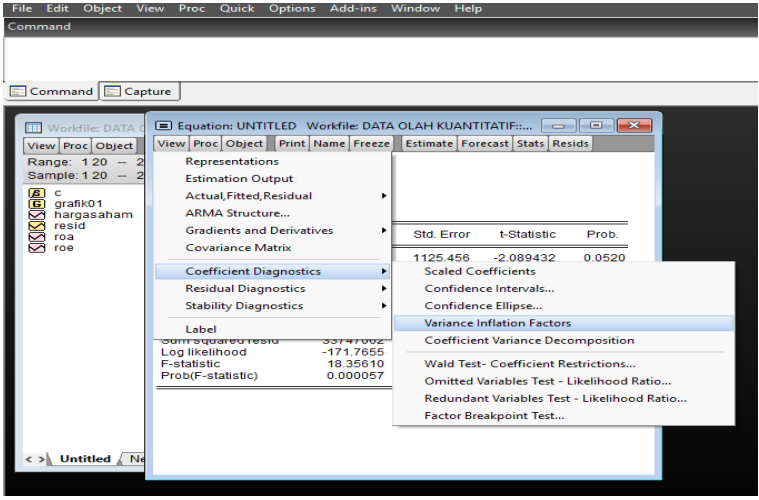 File Edit Object View Proc Quick Options Add-ins Window Help
Command
Command Capture
Workfile: DATA
View Proc Object
Range: 1 20 --
Sample: 1 20 --
c
grafik01
hargasaham
resid
roa
roe
Untitled
Equation: UNTITLED Workfile: DATA OLAH KUANTITATIF::...
View Proc Object Print Name Freeze Estimate Forecast Stats Resids
Representations
Estimation Output
Actual,Fitted,Residual
ARMA Structure...
Gradients and Derivatives
Covariance Matrix
Coefficient Diagnostics
Residual Diagnostics
Stability Diagnostics
Label
Std. Error t-Statistic Prob.
1125.456 -2.089432 0.0520
Scaled Coefficients
Confidence Intervals...
Confidence Ellipse...
Variance Inflation Factors
Coefficient Variance Decomposition
Wald Test- Coefficient Restrictions...
Omitted Variables Test - Likelihood Ratio...
Redundant Variables Test - Likelihood Ratio...
Factor Breakpoint Test...
Sum squared resid 33747062
Log likelihood -171.7655
F-statistic 18.35610
Prob(F-statistic) 0.000057